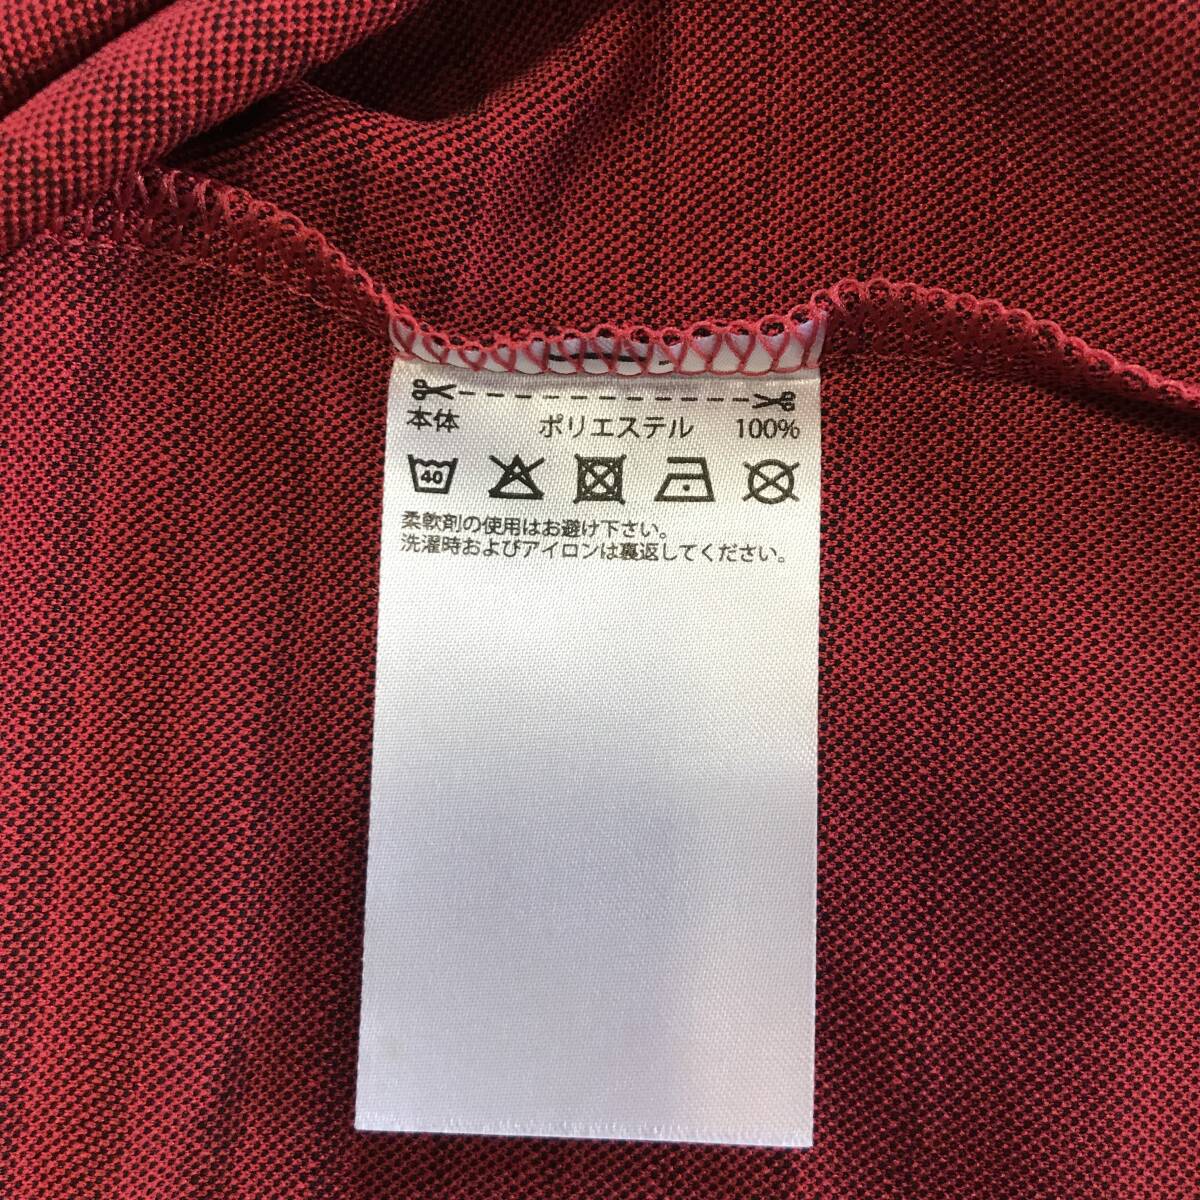 本体 ポリエステル 100%
40
柔軟剤の使用はお避け下さい。
洗濯時およびアイロンは裏返してください。